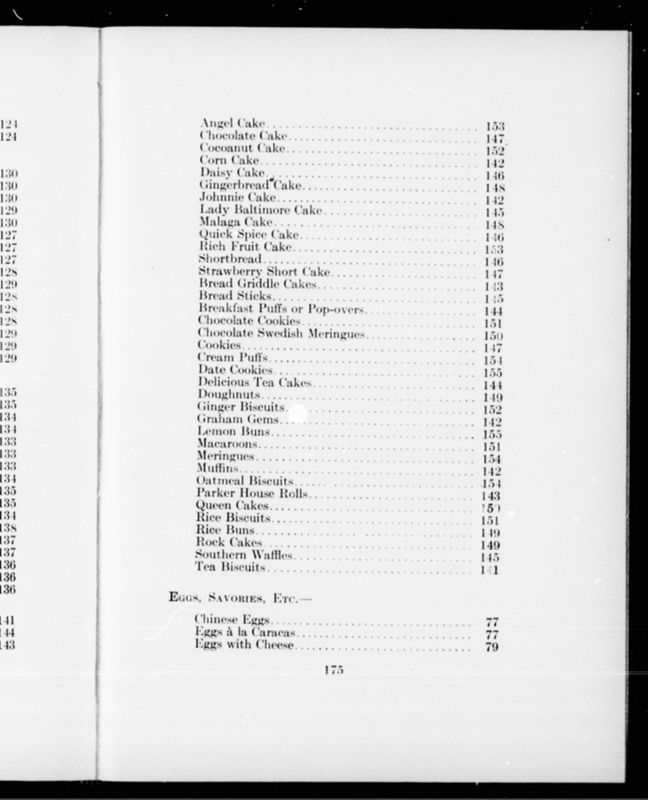 124
124
130
130
130
129
130
127
127
127
128
129
128
128
128
129
129
129
135
135
134
134
133
133
133
134
135
135
134
138
137
137
136
136
136
141
144
143
Angel Cake 153
Chocolate Cake 147
Cocoanut Cake 152
Corn Cake 142
Daisy Cake 146
Gingerbread Cake 148
Johnnie Cake 142
Lady Baltimore Cake 145
Malaga Cake 148
Quick Spice Cake 146
Rich Fruit Cake 153
Shortbread 146
Strawberry Short Cake 147
Bread Griddle Cakes 143
Bread Sticks 145
Breakfast Puffs or Pop-overs 144
Chocolate Cookies 151
Chocolate Swedish Meringues 150
Cookies 147
Cream Puffs 154
Date Cookies 155
Delicious Tea Cakes 144
Doughnuts 149
Ginger Biscuits 152
Graham Gems 142
Lemon Buns 155
Macaroons 151
Meringues 154
Muffins 142
Oatmeal Biscuits 154
Parker House Rolls 143
Queen Cakes
Rice Biscuits 151
Rice Buns 149
Rock Cakes 149
Southern Waffles 145
Tea Biscuits 141
Eggs, Savories, Etc.—
Chinese Eggs 77
Eggs à la Caracas 77
Eggs with Cheese 79
175